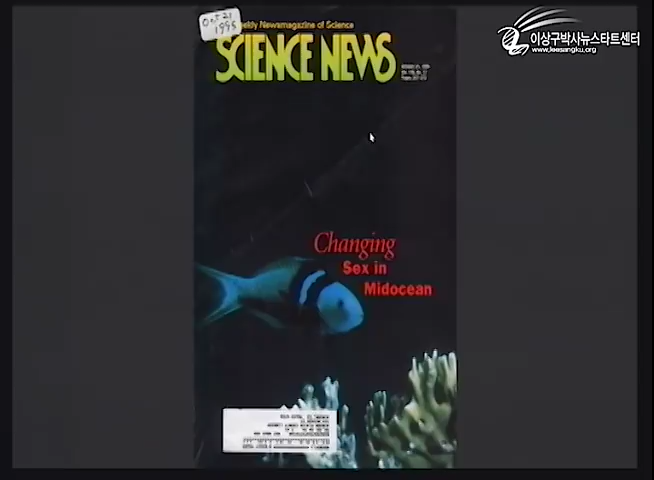 Oct 21
1995
Weekly Newsmagazine of Science
SCIENCE NEWS
이상구박사뉴스타트센터
www.leesangku.org
Changing
Sex in
Midocean